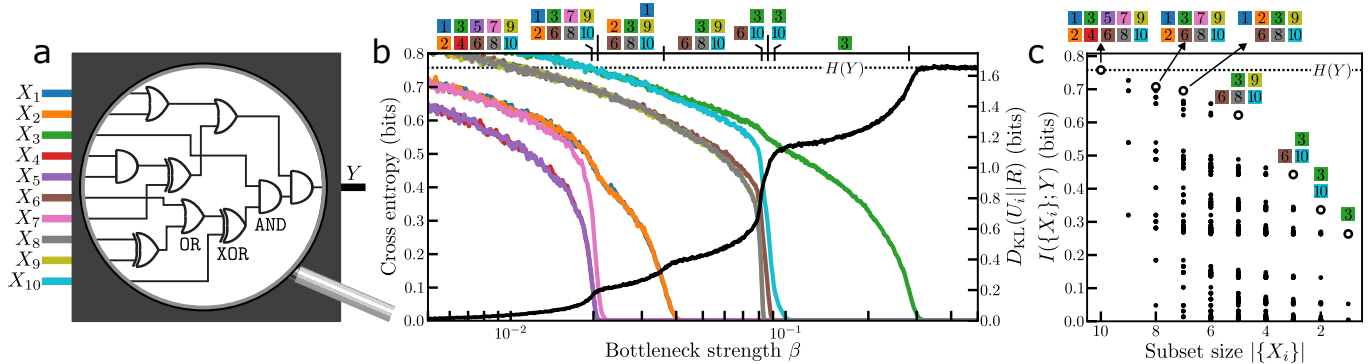 a
X1
X2
X3
X4
X5
X6
X7
X8
X9
X10
OR
XOR
AND
Y
b
1 3 5 7 9
2 4 6 8 10
1 3 7 9
2 6 8 10
1
2 3 9
6 8 10
3 9
6 8 10
3
6 10
3
10
3
H(Y)
Cross entropy (bits)
0.8
0.7
0.6
0.5
0.4
0.3
0.2
0.1
0.0
10⁻²
10⁻¹
Bottleneck strength β
1.6
1.4
1.2
1.0
0.8
0.6
0.4
0.2
0.0
D_KL(U_i||R) (bits)
c
1 3 5 7 9
2 4 6 8 10
1 3 7 9
2 6 8 10
1 2 3 9
6 8 10
H(Y)
3 9
6 8 10
3
6 10
3
10
3
I({X_i};Y) (bits)
0.8
0.7
0.6
0.5
0.4
0.3
0.2
0.1
0.0
10
8
6
4
2
Subset size |{X_i}|